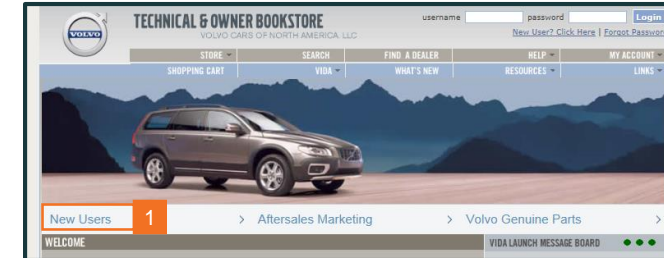 VOLVO
TECHNICAL & OWNER BOOKSTORE
VOLVO CARS OF NORTH AMERICA, LLC
username password Login
New User? Click Here | Forgot Password
STORE SEARCH FIND A DEALER HELP MY ACCOUNT
SHOPPING CART VIDA WHAT'S NEW RESOURCES LINKS
New Users 1 > Aftersales Marketing > Volvo Genuine Parts >
WELCOME VIDA LAUNCH MESSAGE BOARD